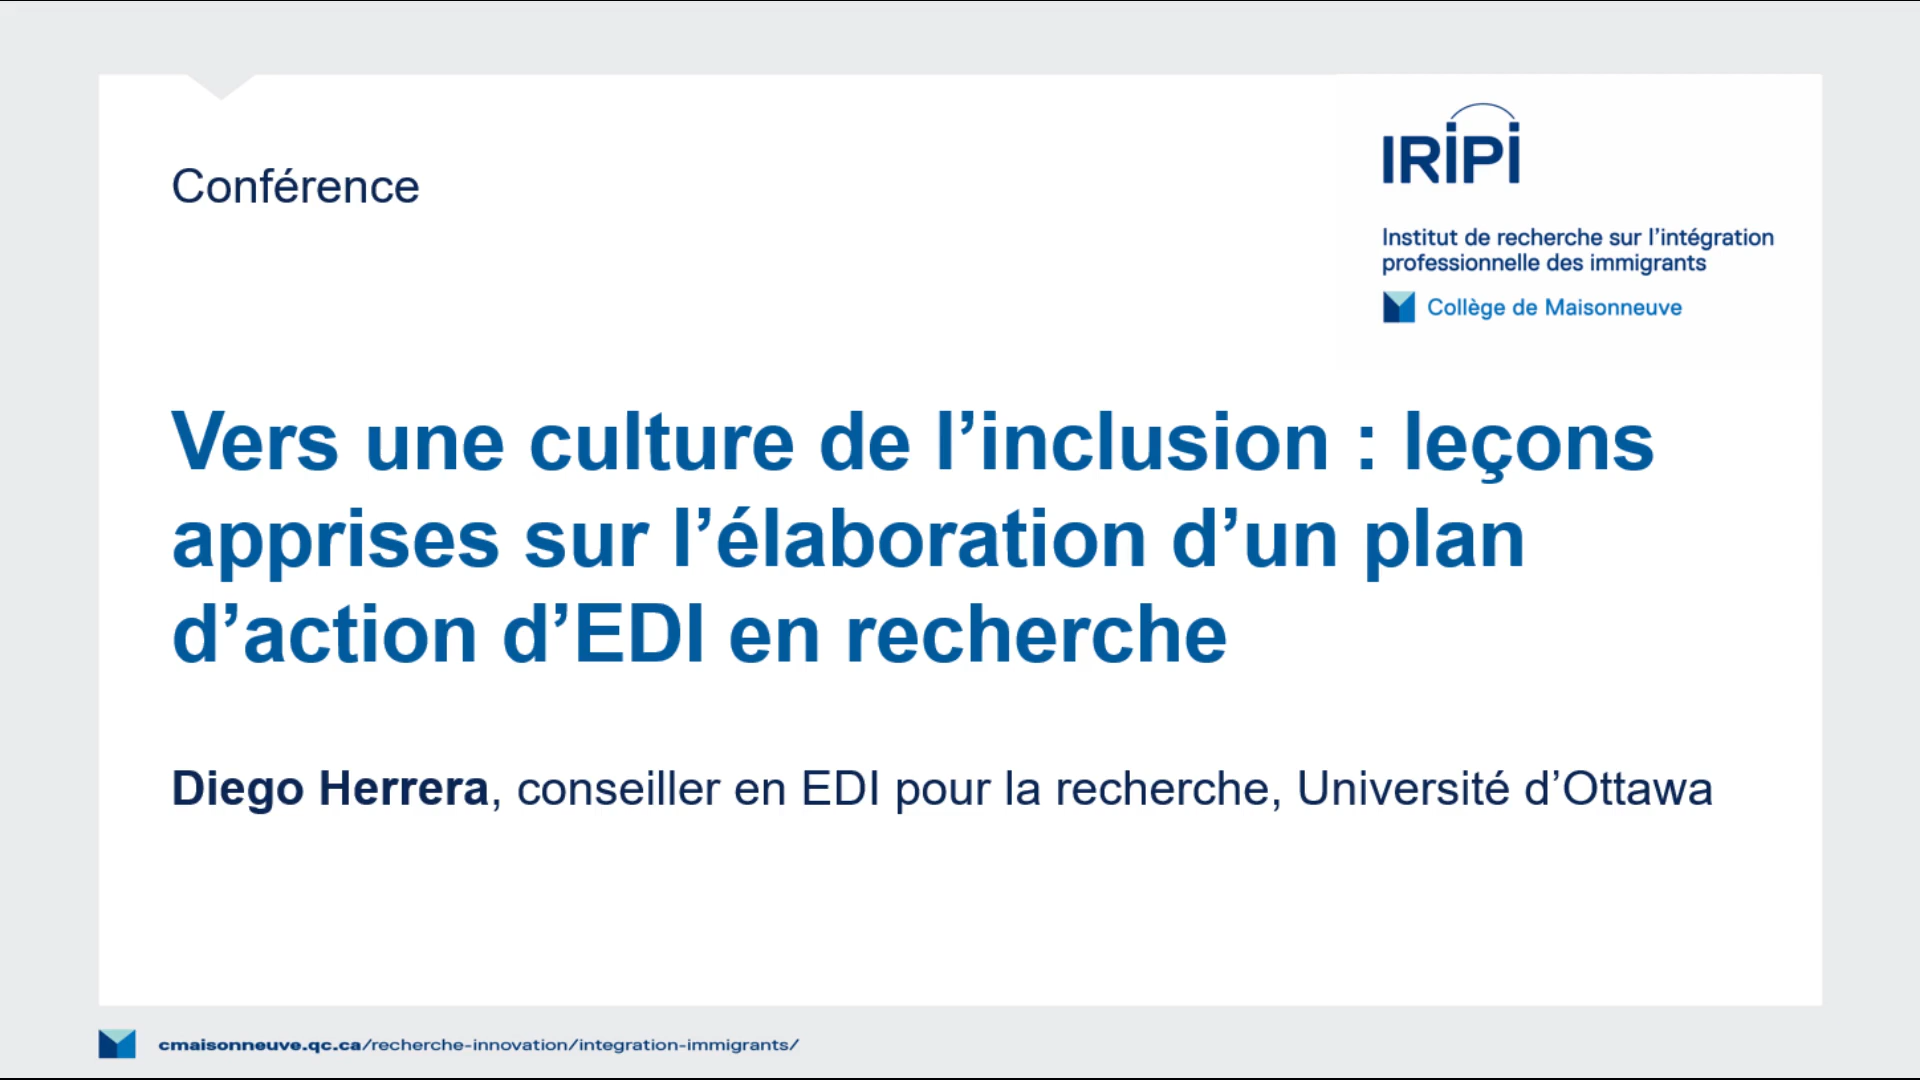 Conférence
IRIPI
Institut de recherche sur l’intégration
professionnelle des immigrants
Collège de Maisonneuve
Vers une culture de l’inclusion : leçons
apprises sur l’élaboration d’un plan
d’action d’EDI en recherche
Diego Herrera, conseiller en EDI pour la recherche, Université d’Ottawa
cmaisonneuve.qc.ca/recherche-innovation/integration-immigrants/